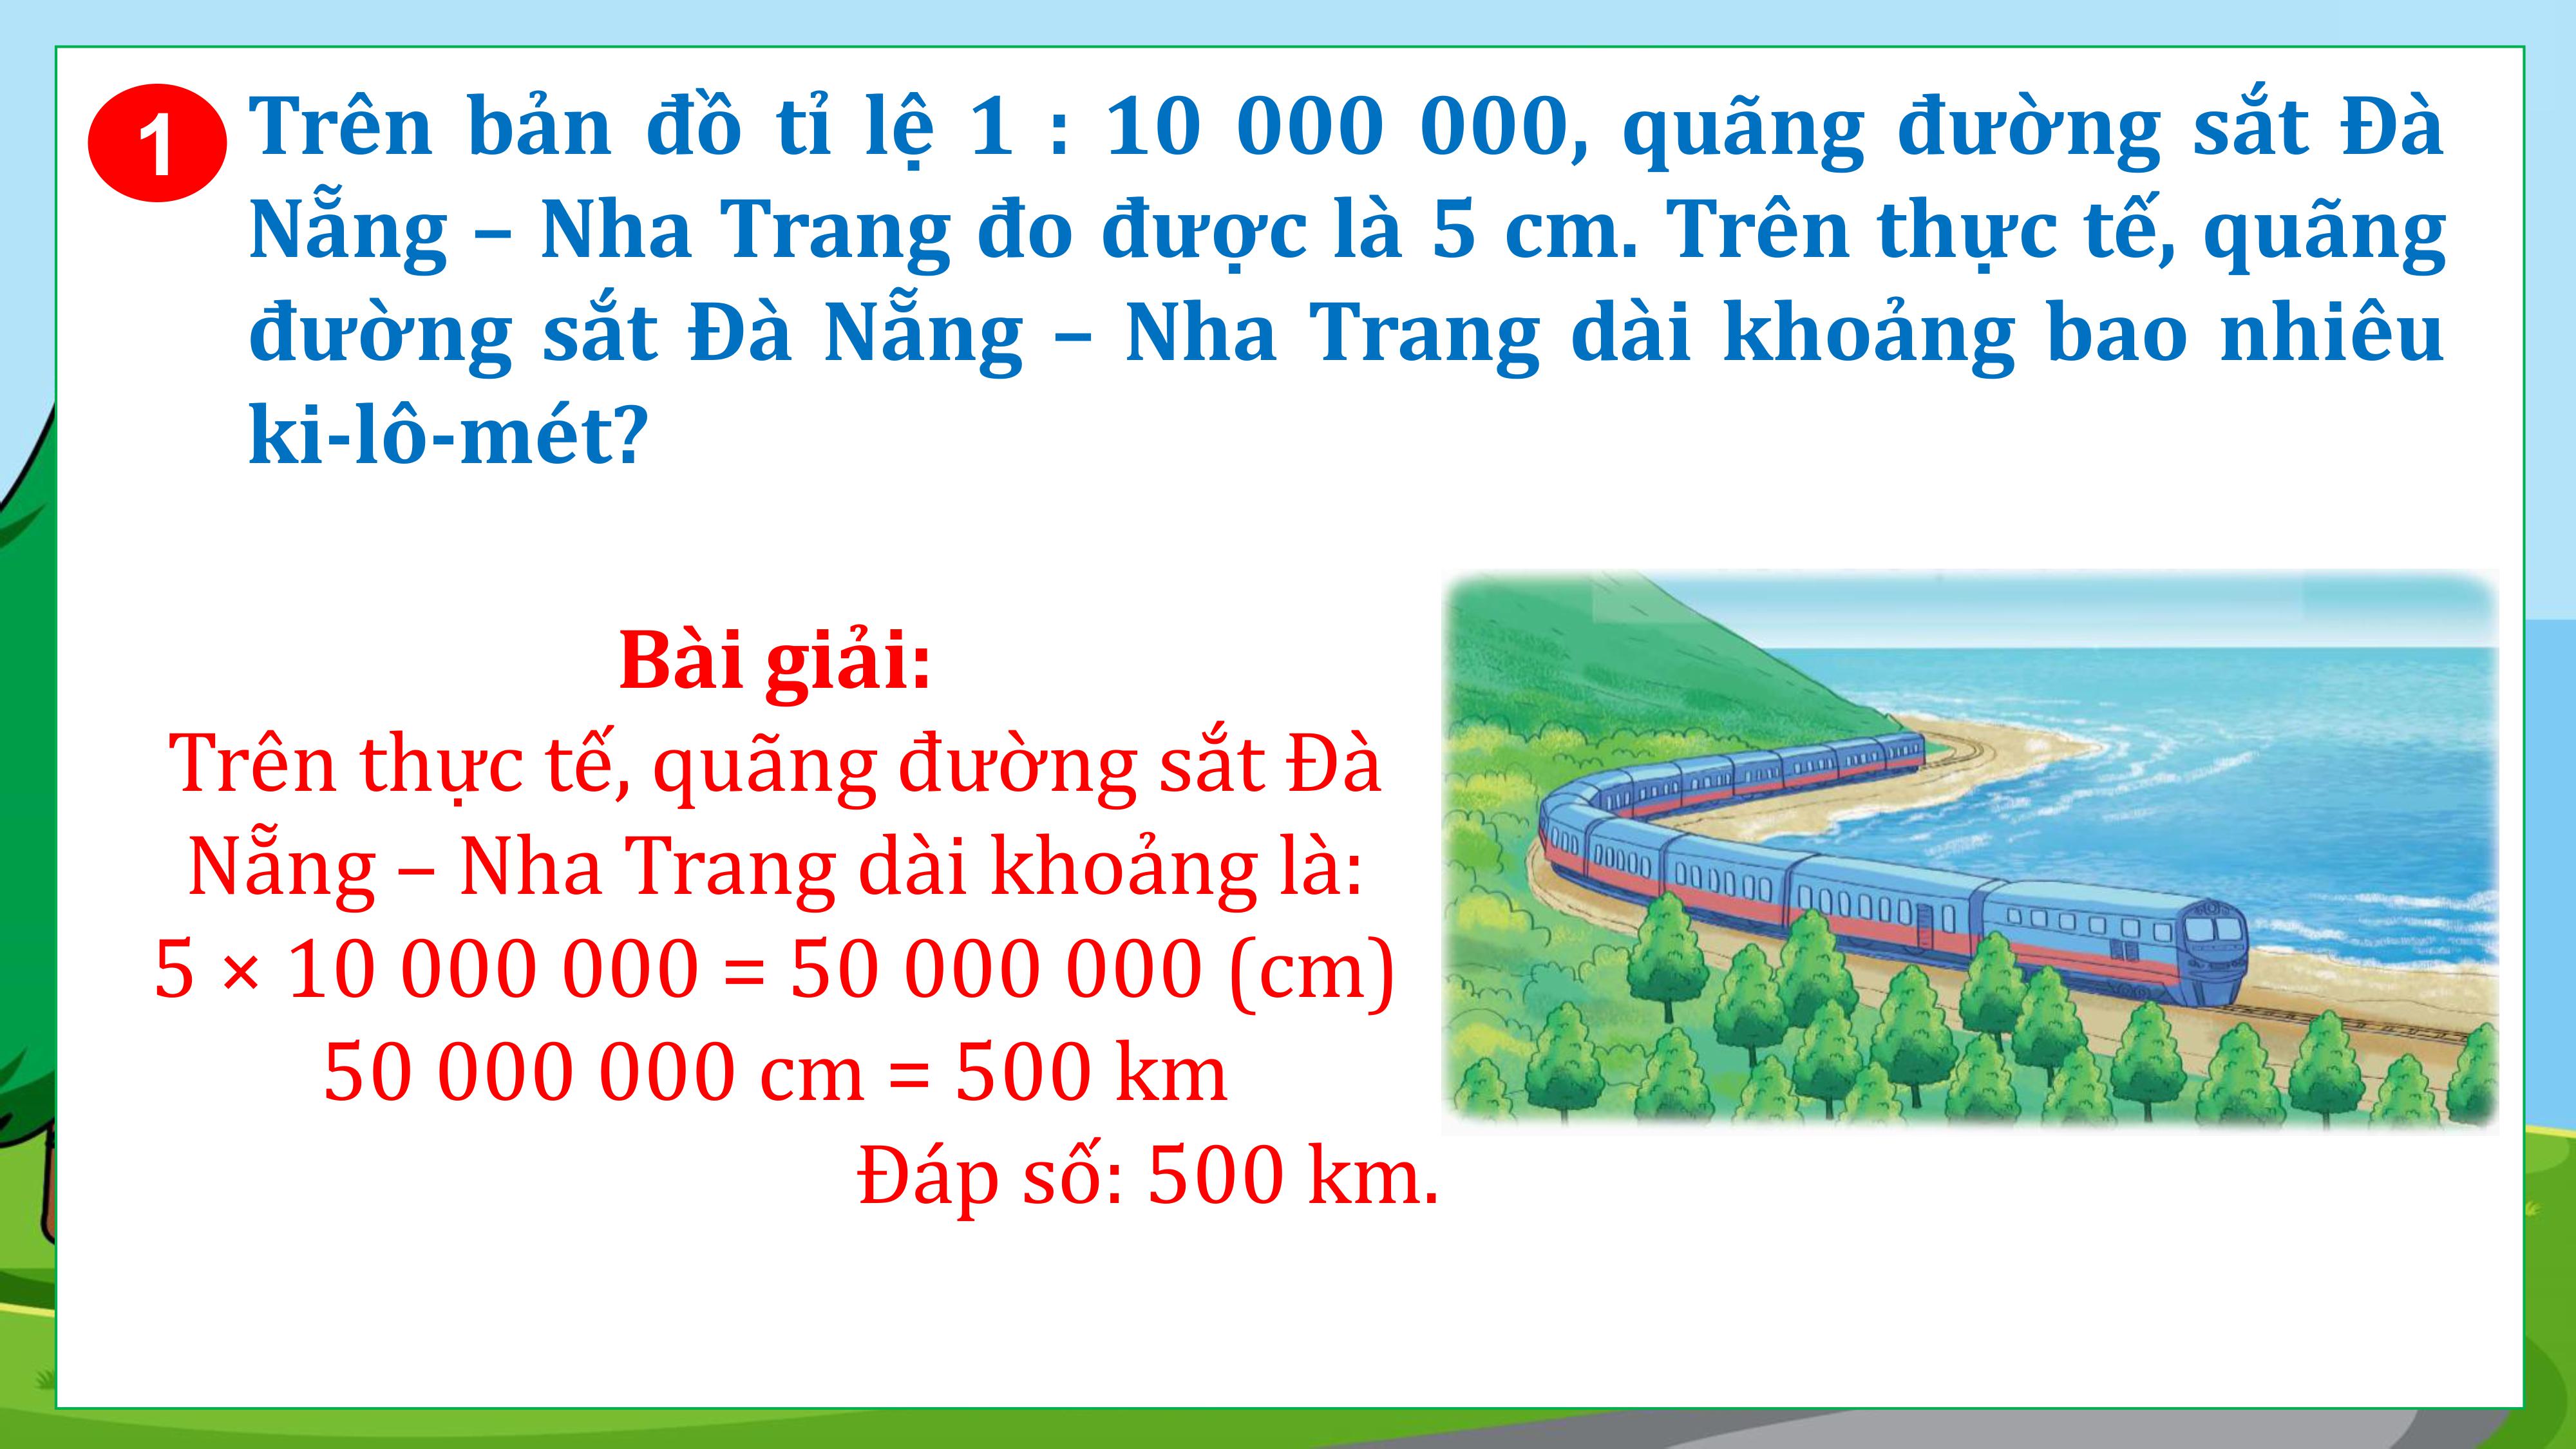 1
Trên bản đồ tỉ lệ 1 : 10 000 000, quãng đường sắt Đà
Nẵng – Nha Trang đo được là 5 cm. Trên thực tế, quãng
đường sắt Đà Nẵng – Nha Trang dài khoảng bao nhiêu
ki-lô-mét?
Bài giải:
Trên thực tế, quãng đường sắt Đà
Nẵng – Nha Trang dài khoảng là:
5 × 10 000 000 = 50 000 000 (cm)
50 000 000 cm = 500 km
Đáp số: 500 km.